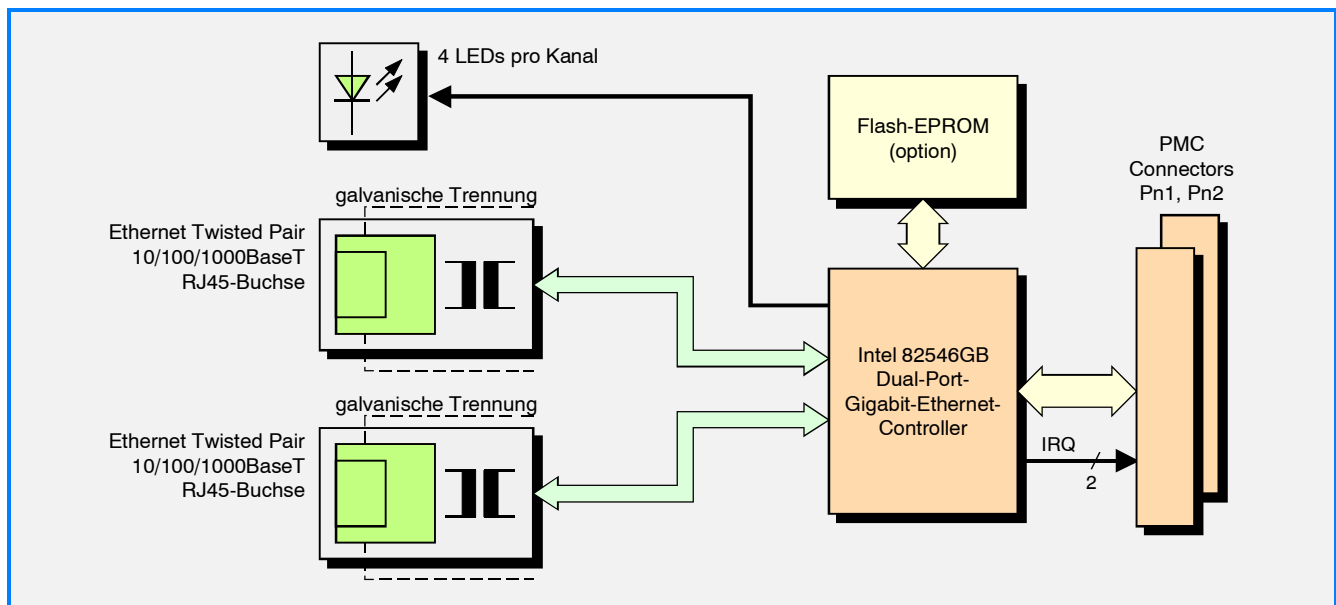 4 LEDs pro Kanal
Flash-EPROM
(option)
PMC
Connectors
Pn1, Pn2
galvanische Trennung
Ethernet Twisted Pair
10/100/1000BaseT
RJ45-Buchse
Intel 82546GB
Dual-Port-
Gigabit-Ethernet-
Controller
galvanische Trennung
Ethernet Twisted Pair
10/100/1000BaseT
RJ45-Buchse
IRQ
2